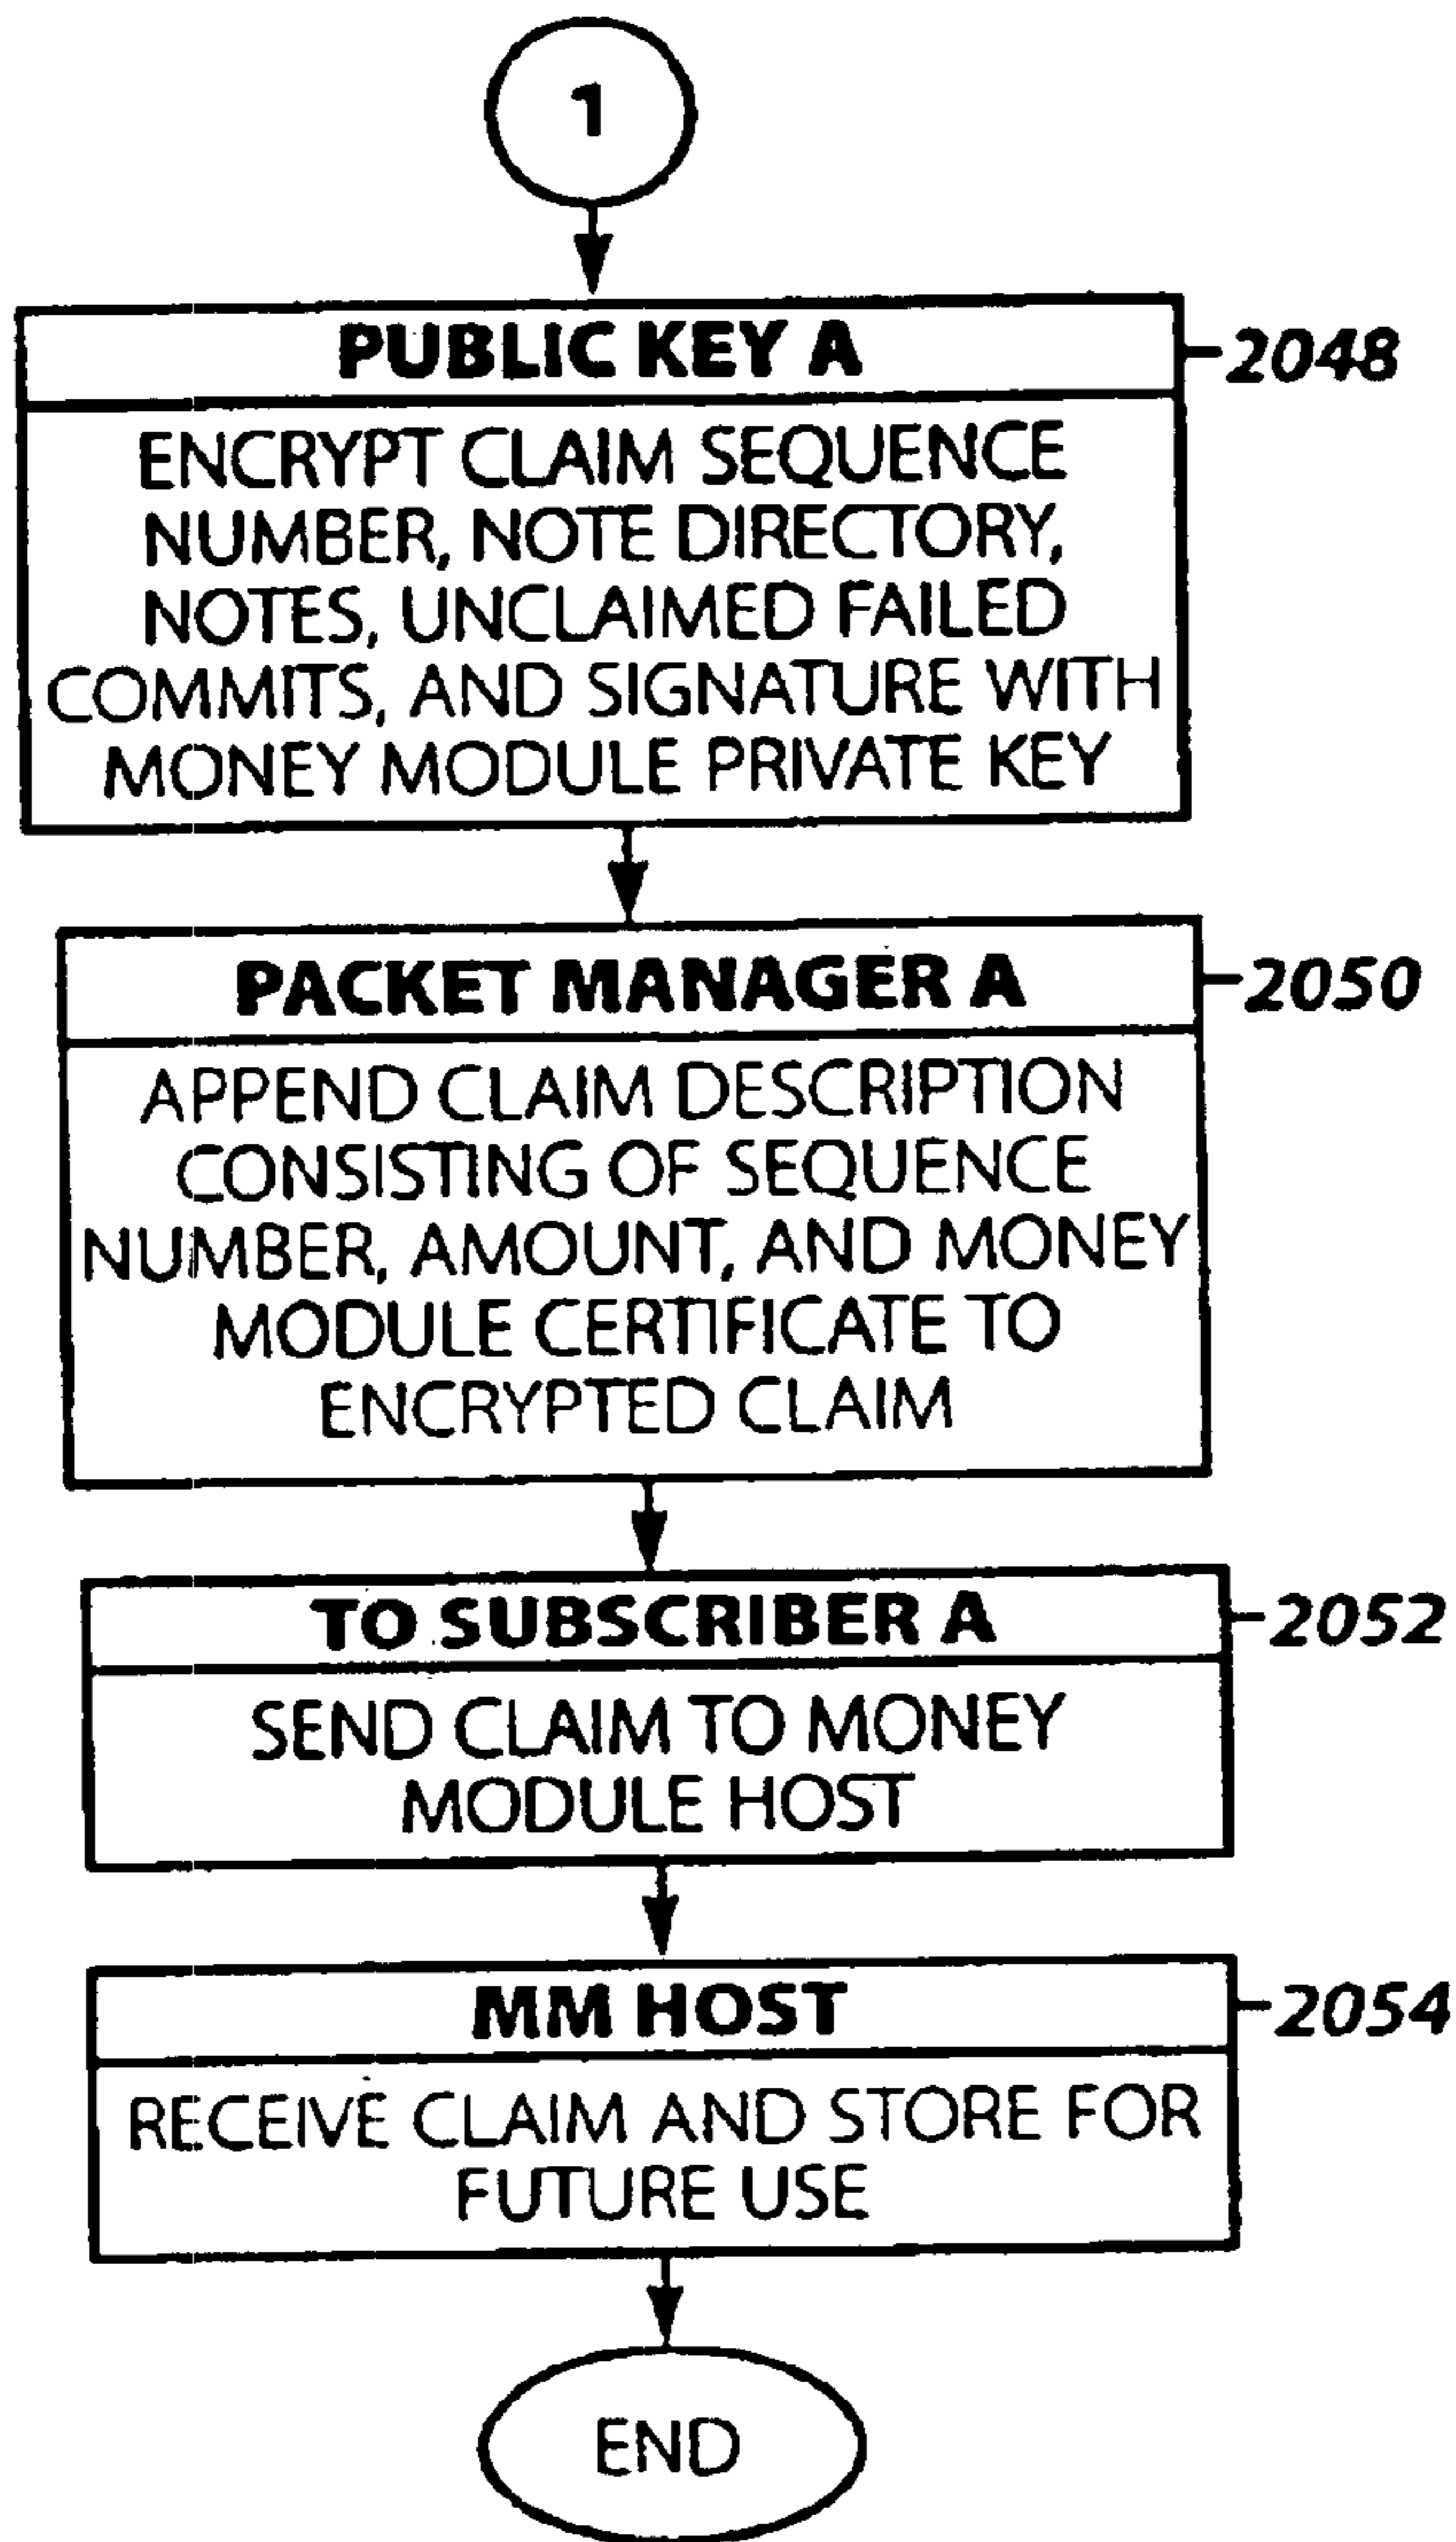 1
PUBLIC KEY A
2048
ENCRYPT CLAIM SEQUENCE
NUMBER, NOTE DIRECTORY,
NOTES, UNCLAIMED FAILED
COMMITS, AND SIGNATURE WITH
MONEY MODULE PRIVATE KEY
PACKET MANAGER A
2050
APPEND CLAIM DESCRIPTION
CONSISTING OF SEQUENCE
NUMBER, AMOUNT, AND MONEY
MODULE CERTIFICATE TO
ENCRYPTED CLAIM
TO SUBSCRIBER A
2052
SEND CLAIM TO MONEY
MODULE HOST
MM HOST
2054
RECEIVE CLAIM AND STORE FOR
FUTURE USE
END